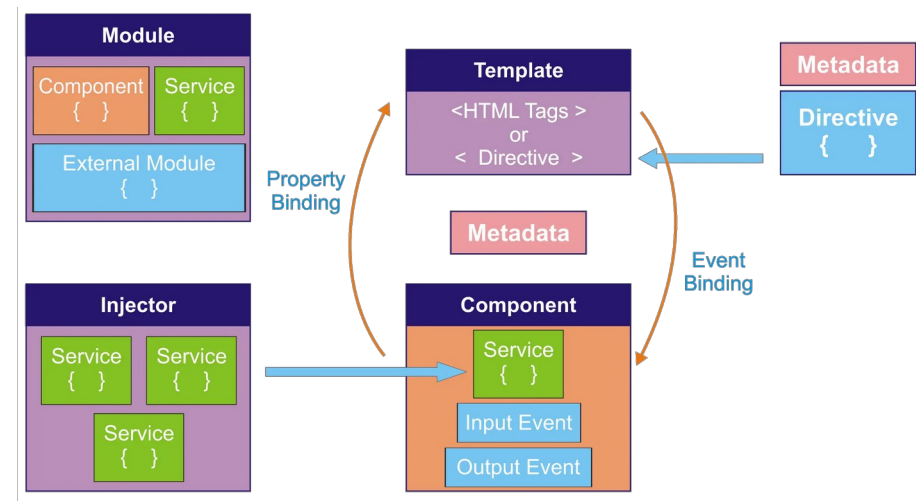 Module
Component
{ }
Service
{ }
External Module
{ }
Template
<HTML Tags >
or
< Directive >
Metadata
Directive
{ }
Property
Binding
Metadata
Event
Binding
Injector
Service
{ }
Service
{ }
Service
{ }
Component
Service
{ }
Input Event
Output Event